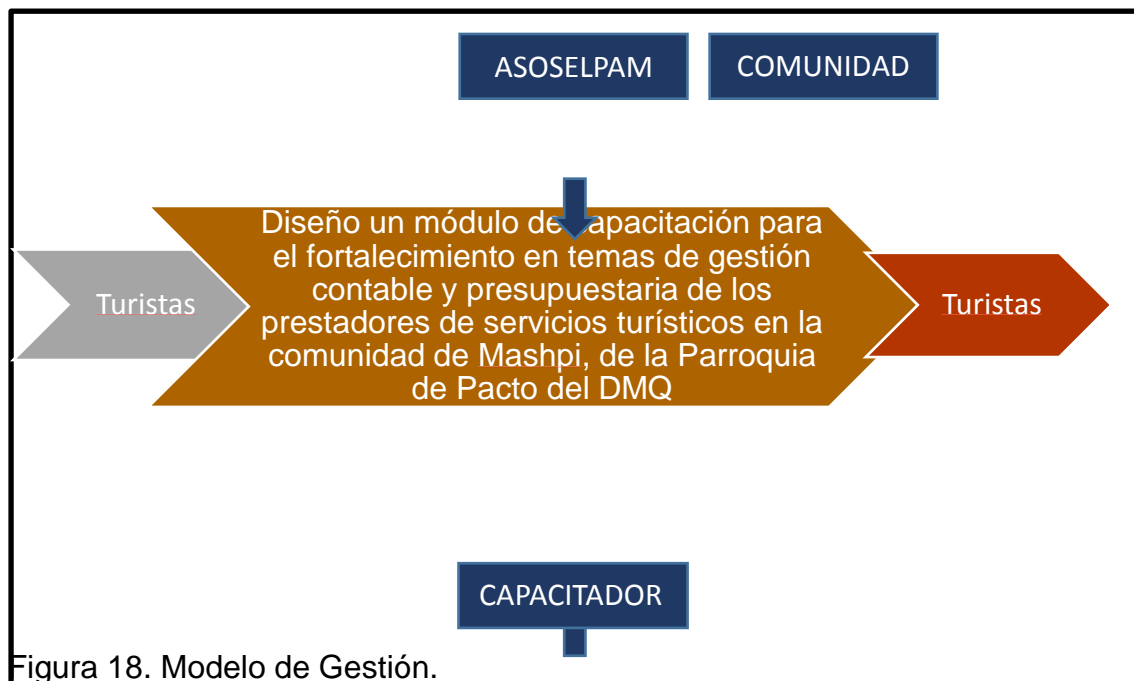 ASOSELPAM
COMUNIDAD
Diseño un módulo de capacitación para
el fortalecimiento en temas de gestión
contable y presupuestaria de los
prestadores de servicios turísticos en la
comunidad de Mashpi, de la Parroquia
de Pacto del DMQ
Turistas
Turistas
CAPACITADOR
Figura 18. Modelo de Gestión.